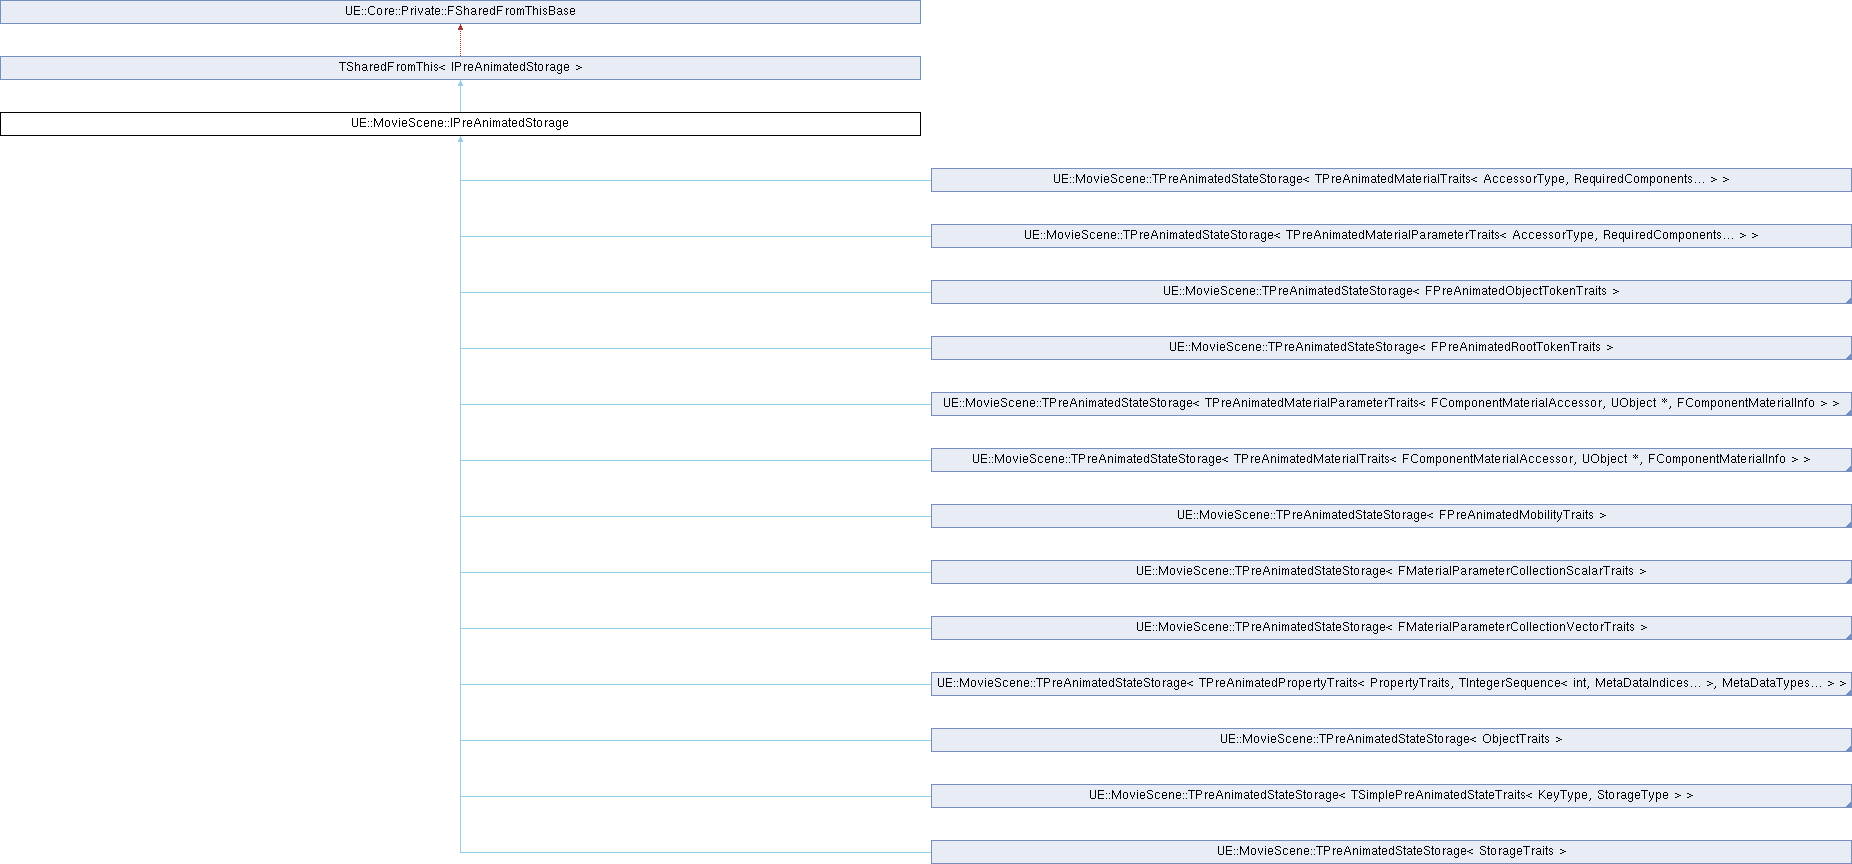 UE::Core::Private::FSharedFromThisBase
TSharedFromThis< IPreAnimatedStorage >
UE::MovieScene::IPreAnimatedStorage
UE::MovieScene::TPreAnimatedStateStorage< TPreAnimatedMaterialTraits< AccessorType, RequiredComponents... > >
UE::MovieScene::TPreAnimatedStateStorage< TPreAnimatedMaterialParameterTraits< AccessorType, RequiredComponents... > >
UE::MovieScene::TPreAnimatedStateStorage< FPreAnimatedObjectTokenTraits >
UE::MovieScene::TPreAnimatedStateStorage< FPreAnimatedRootTokenTraits >
UE::MovieScene::TPreAnimatedStateStorage< TPreAnimatedMaterialParameterTraits< FComponentMaterialAccessor, UObject *, FComponentMaterialInfo > >
UE::MovieScene::TPreAnimatedStateStorage< TPreAnimatedMaterialTraits< FComponentMaterialAccessor, UObject *, FComponentMaterialInfo > >
UE::MovieScene::TPreAnimatedStateStorage< FPreAnimatedMobilityTraits >
UE::MovieScene::TPreAnimatedStateStorage< FMaterialParameterCollectionScalarTraits >
UE::MovieScene::TPreAnimatedStateStorage< FMaterialParameterCollectionVectorTraits >
UE::MovieScene::TPreAnimatedStateStorage< TPreAnimatedPropertyTraits< PropertyTraits, TIntegerSequence< int, MetaDataIndices... >, MetaDataTypes... > >
UE::MovieScene::TPreAnimatedStateStorage< ObjectTraits >
UE::MovieScene::TPreAnimatedStateStorage< TSimplePreAnimatedStateTraits< KeyType, StorageType > >
UE::MovieScene::TPreAnimatedStateStorage< StorageTraits >